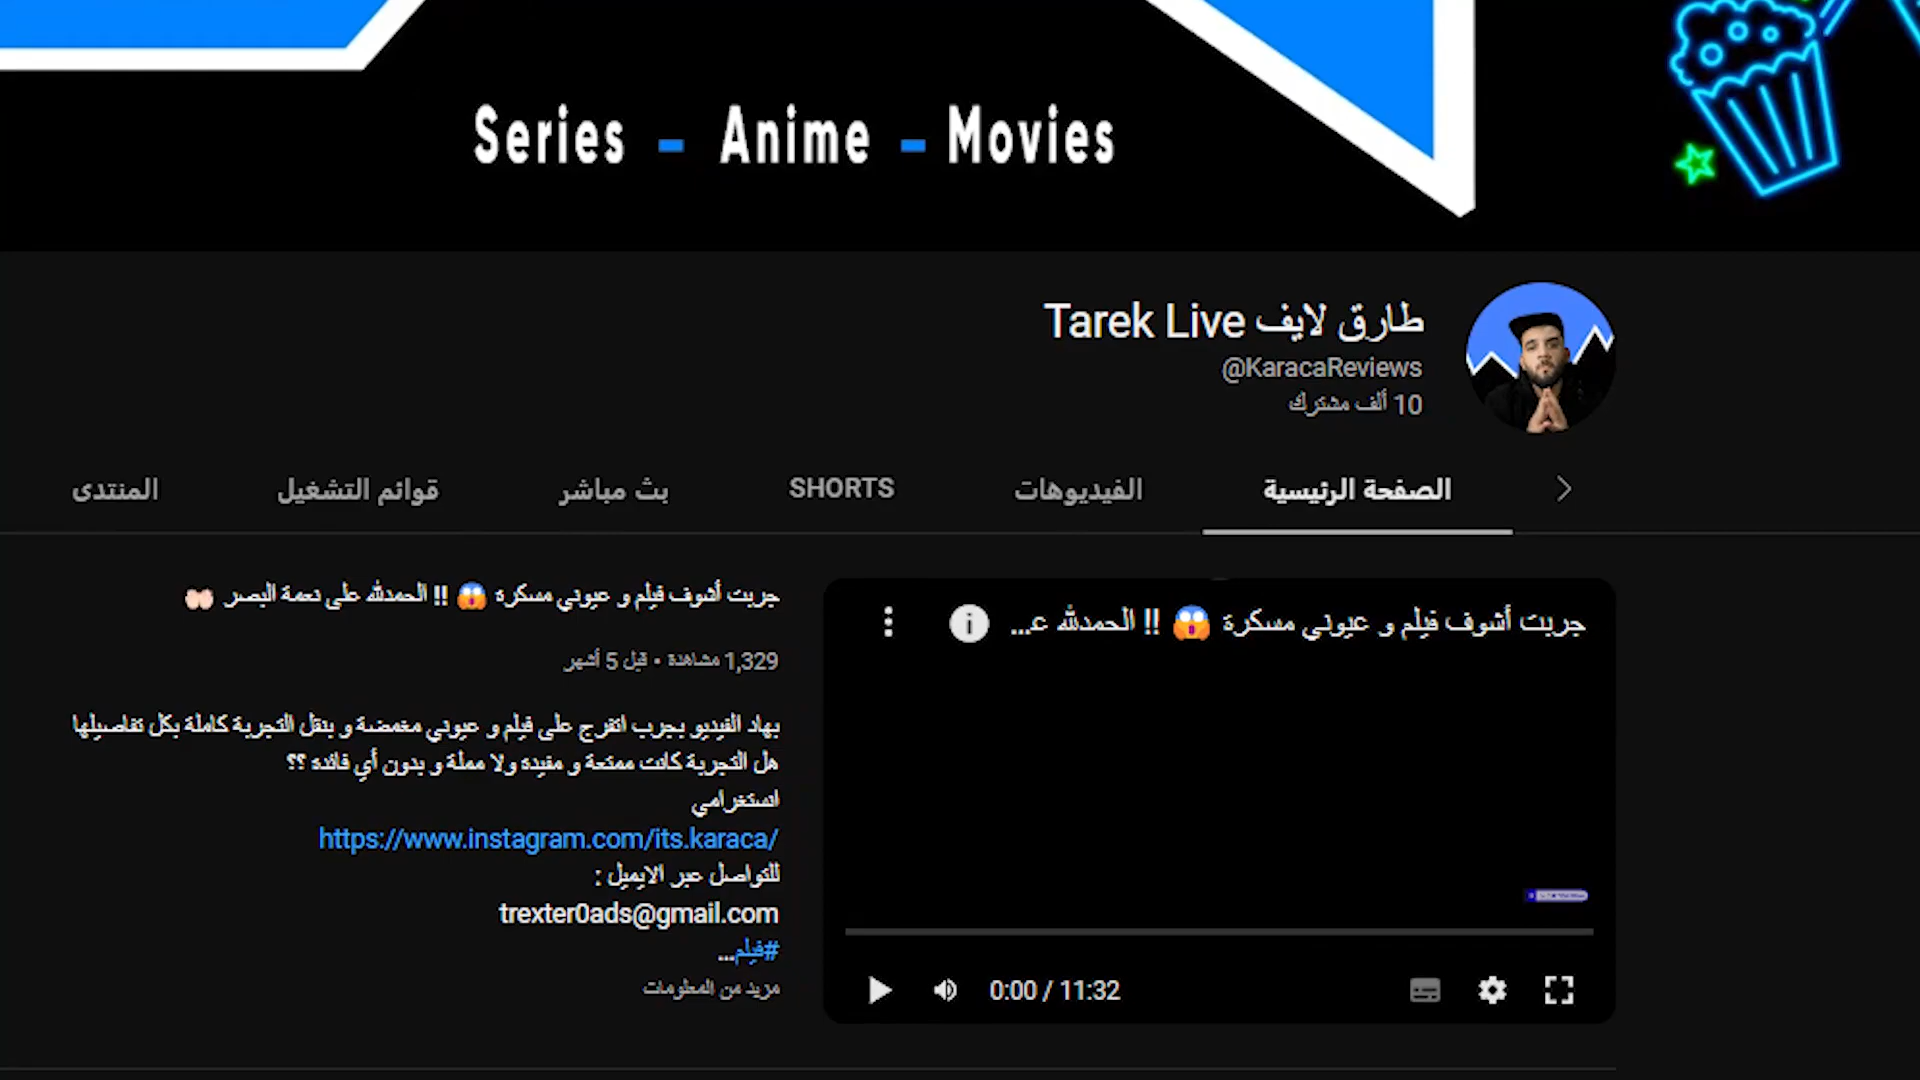 Series - Anime - Movies
طارق لايف Tarek Live
@KaracaReviews
10 ألف مشترك
الصفحة الرئيسية
الفيديوهات
SHORTS
بث مباشر
قوائم التشغيل
المنتدى
جربت أشوف فيلم و عيوني مسكرة 😱 !! الحمدلله ع...
0:00 / 11:32
جربت أشوف فيلم و عيوني مسكرة 😱 !! الحمدلله على نعمة البصر 🤲🏻
1,329 مشاهدة • قبل 5 أشهر
بهاد الفيديو بجرب اتفرج على فيلم و عيوني مغمضة و بنقل التجربة كاملة بكل تفاصيلها
هل التجربة كانت ممتعة و مفيده ولا مملة و بدون أي فائده ؟؟
انستغرامي
https://www.instagram.com/its.karaca/
للتواصل عبر الايميل :
trexter0ads@gmail.com
#فيلم...
مزيد من المعلومات